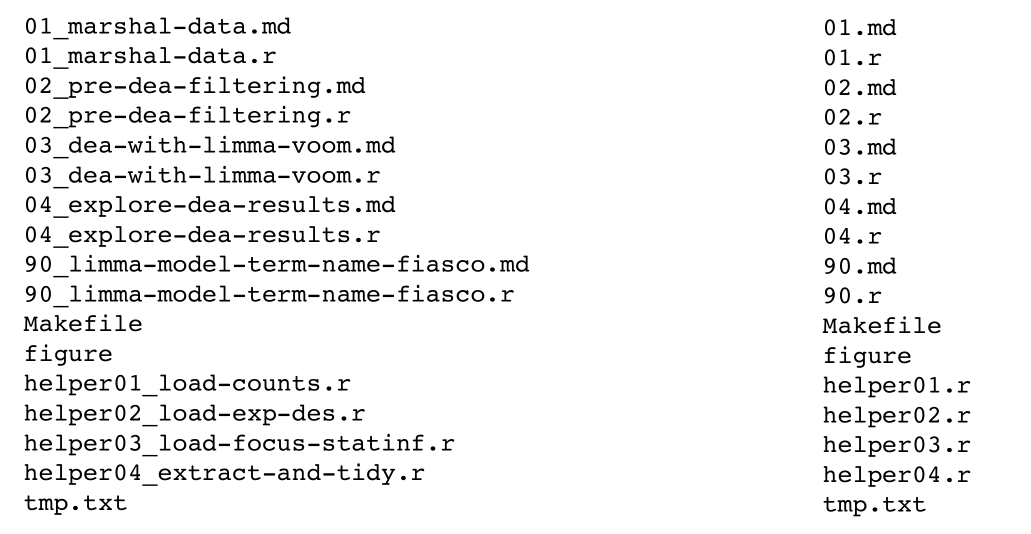 01_marshal-data.md
01_marshal-data.r
02_pre-dea-filtering.md
02_pre-dea-filtering.r
03_dea-with-limma-voom.md
03_dea-with-limma-voom.r
04_explore-dea-results.md
04_explore-dea-results.r
90_limma-model-term-name-fiasco.md
90_limma-model-term-name-fiasco.r
Makefile
figure
helper01_load-counts.r
helper02_load-exp-des.r
helper03_load-focus-statinf.r
helper04_extract-and-tidy.r
tmp.txt
01.md
01.r
02.md
02.r
03.md
03.r
04.md
04.r
90.md
90.r
Makefile
figure
helper01.r
helper02.r
helper03.r
helper04.r
tmp.txt